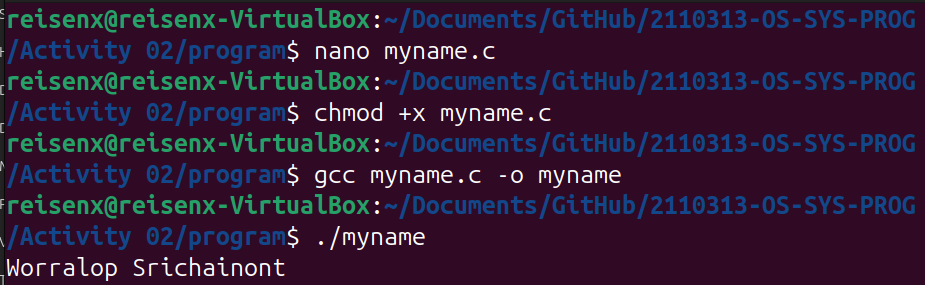 reisenx@reisenx-VirtualBox:~/Documents/GitHub/2110313-OS-SYS-PROG
/Activity 02/program$ nano myname.c
reisenx@reisenx-VirtualBox:~/Documents/GitHub/2110313-OS-SYS-PROG
/Activity 02/program$ chmod +x myname.c
reisenx@reisenx-VirtualBox:~/Documents/GitHub/2110313-OS-SYS-PROG
/Activity 02/program$ gcc myname.c -o myname
reisenx@reisenx-VirtualBox:~/Documents/GitHub/2110313-OS-SYS-PROG
/Activity 02/program$ ./myname
Worralop Srichainont